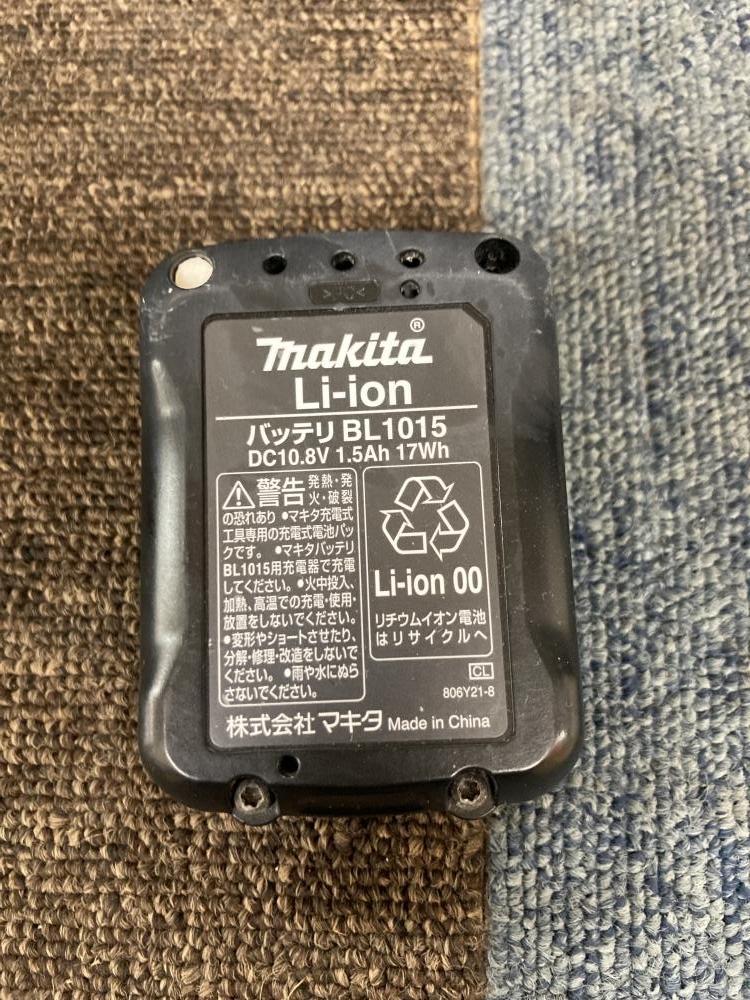 makita®
Li-ion
バッテリ BL1015
DC10.8V 1.5Ah 17Wh
警告 発熱・発
火・破裂
の恐れあり •マキタ充電式
工具専用の充電式電池パッ
クです。 •マキタバッテリ
BL1015用充電器で充電
してください。•火中投入、
加熱、高温での充電・使用・
放置をしないでください。
•変形やショートさせたり、
分解・修理・改造をしないで
ください。 •雨や水にぬら
さないでください。
Li-ion 00
リチウムイオン電池
はリサイクルへ
CL
806Y21-8
株式会社マキタ Made in China